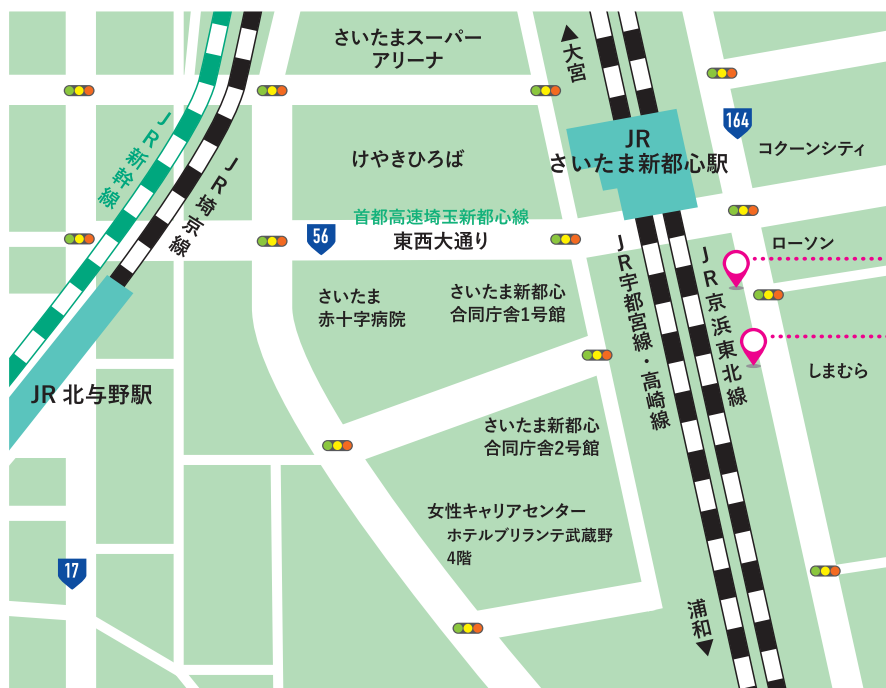 さいたまスーパー
アリーナ
大宮
164
JR
さいたま新都心駅
コクーンシティ
けやきひろば
JR新幹線
JR埼京線
首都高速埼玉新都心線
56
東西大通り
ローソン
さいたま
赤十字病院
さいたま新都心
合同庁舎1号館
JR宇都宮線・高崎線
JR京浜東北線
JR 北与野駅
しまむら
さいたま新都心
合同庁舎2号館
女性キャリアセンター
ホテルブリランテ武蔵野
4階
17
浦和